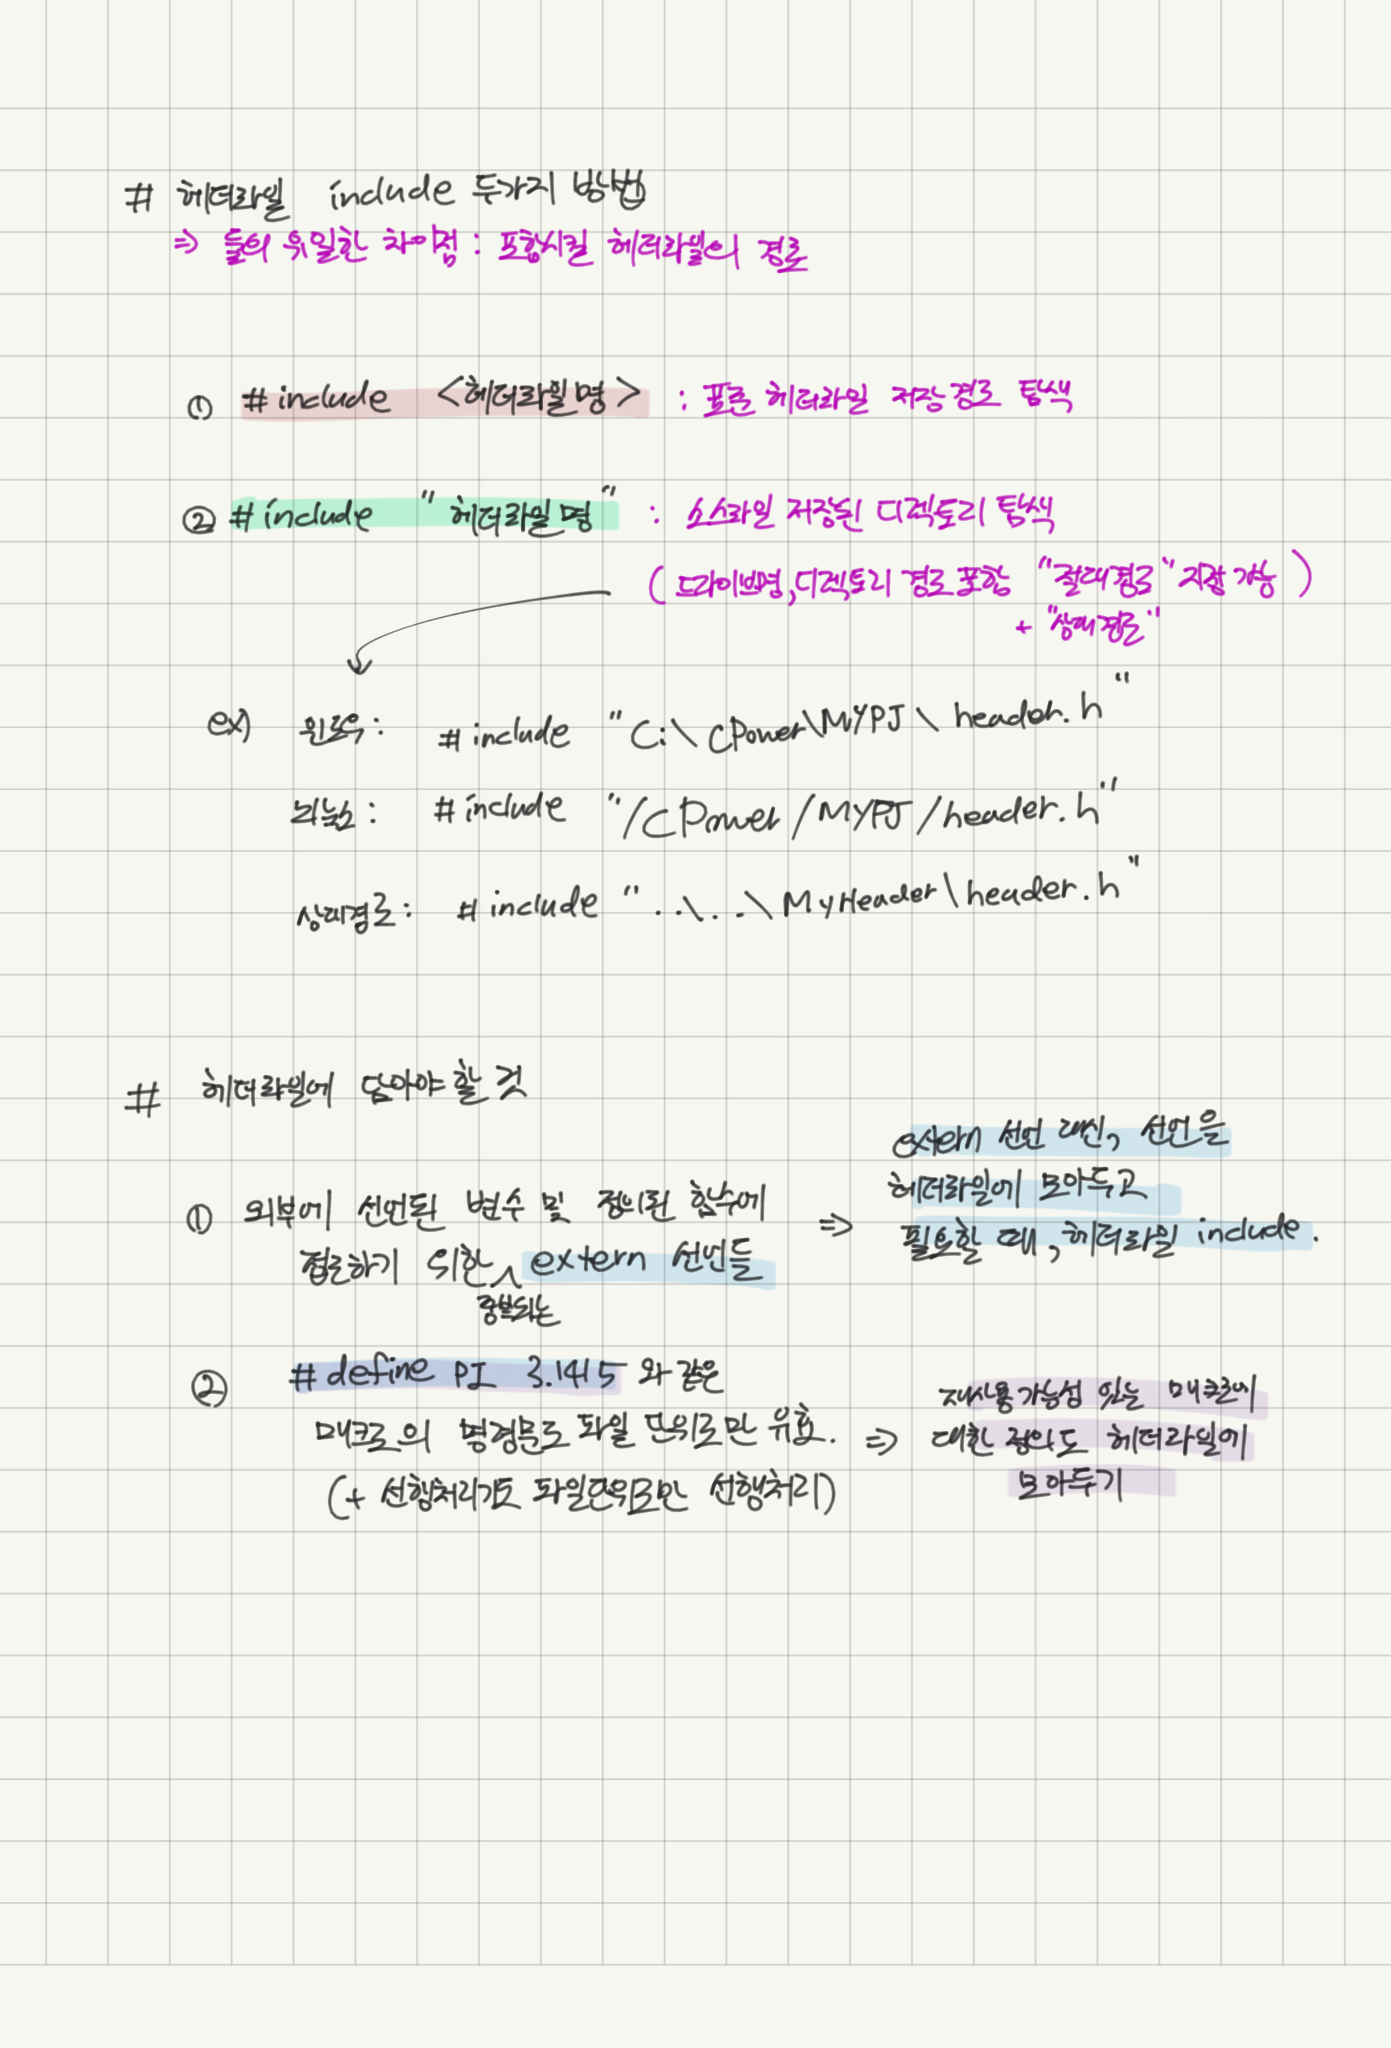 # 헤더파일 include 두가지 방법
⇒ 둘의 유일한 차이점 : 포함시킬 헤더파일의 경로
① #include <헤더파일명> : 표준 헤더파일 저장경로 탐색
② #include "헤더파일명" : 소스파일 저장된 디렉토리 탐색
(드라이브명,디렉토리 경로 포함 "절대경로" 지정 가능)
+ "상대경로"
ex) 윈도우: #include "C:\CPower\MYPJ\header.h"
리눅스: #include "/CPower/MYPJ/header.h"
상대경로: #include "..\..\MyHeader\header.h"
# 헤더파일에 담아야 할 것
① 외부에 선언된 변수 및 정의된 함수에
접근하기 위한 extern 선언들
중복되는
⇒ extern 선언 대신, 선언을
헤더파일에 모아두고
필요할 때, 헤더파일 include.
② #define PI 3.1415 와 같은
매크로의 명령문도 파일 단위로만 유효.
(+ 선행처리기도 파일단위로만 선행처리)
⇒ 재사용가능성 있는 매크로에
대한 정의도 헤더파일에
모아두기